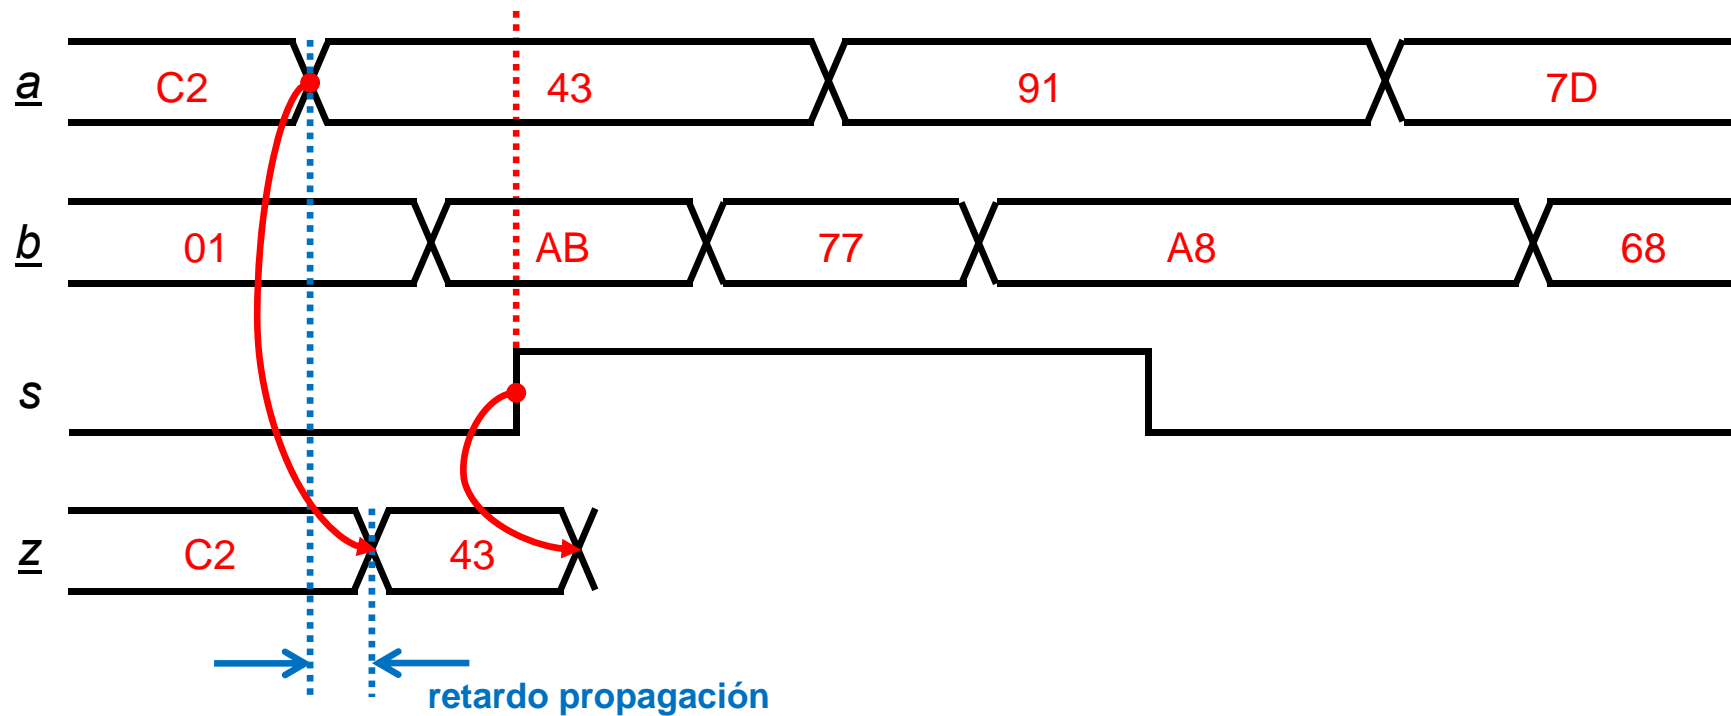 a C2 43 91 7D
b 01 AB 77 A8 68
s
z C2 43
retardo propagación